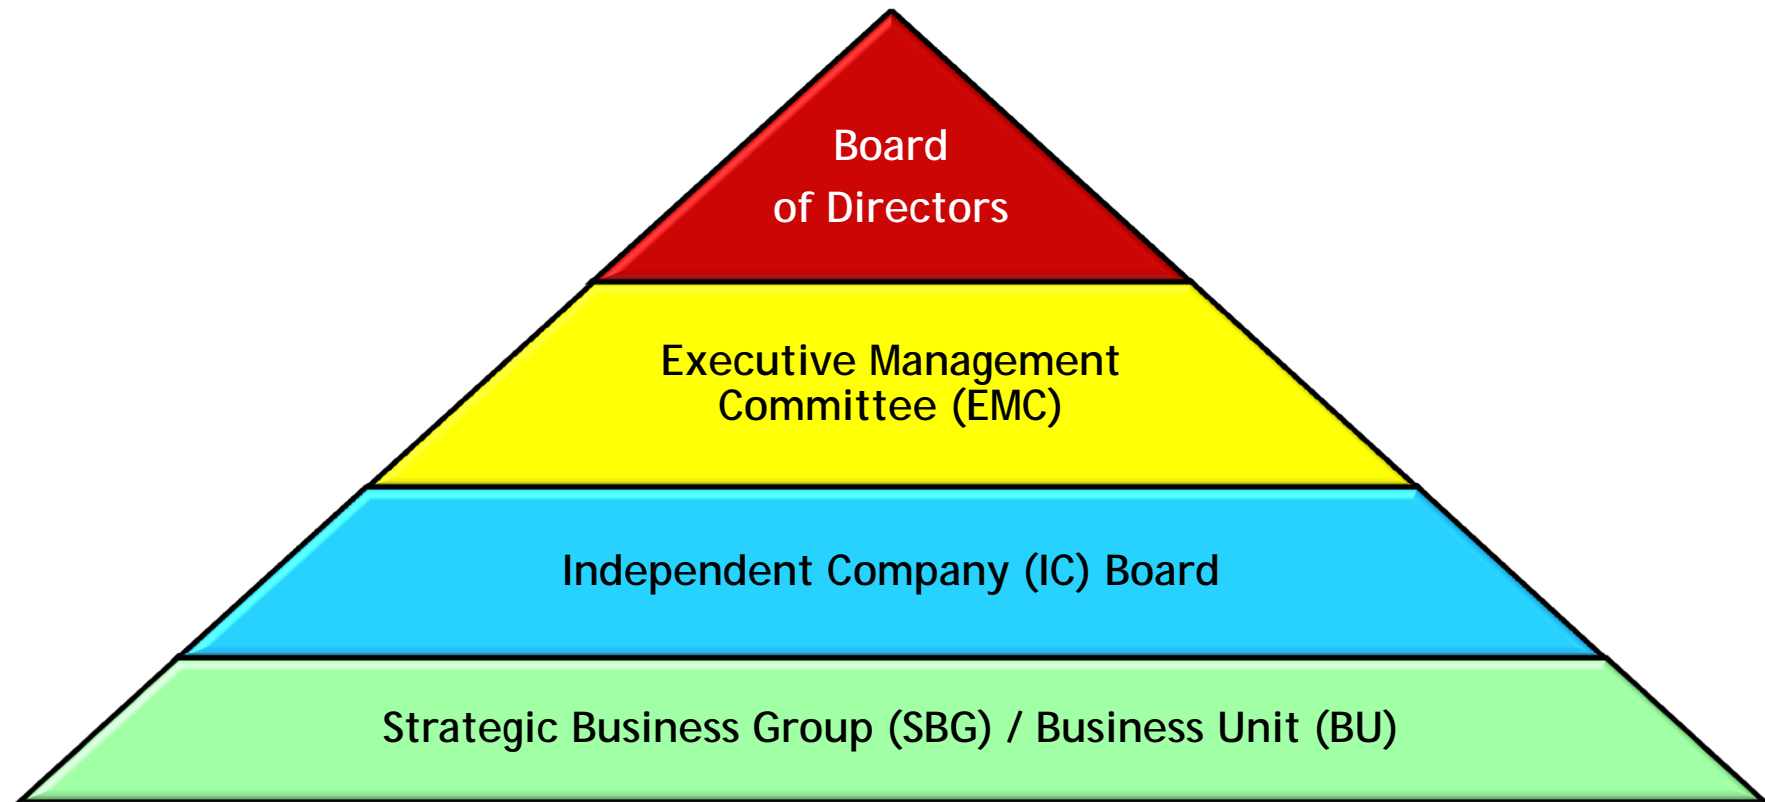 Board
of Directors
Executive Management
Committee (EMC)
Independent Company (IC) Board
Strategic Business Group (SBG) / Business Unit (BU)